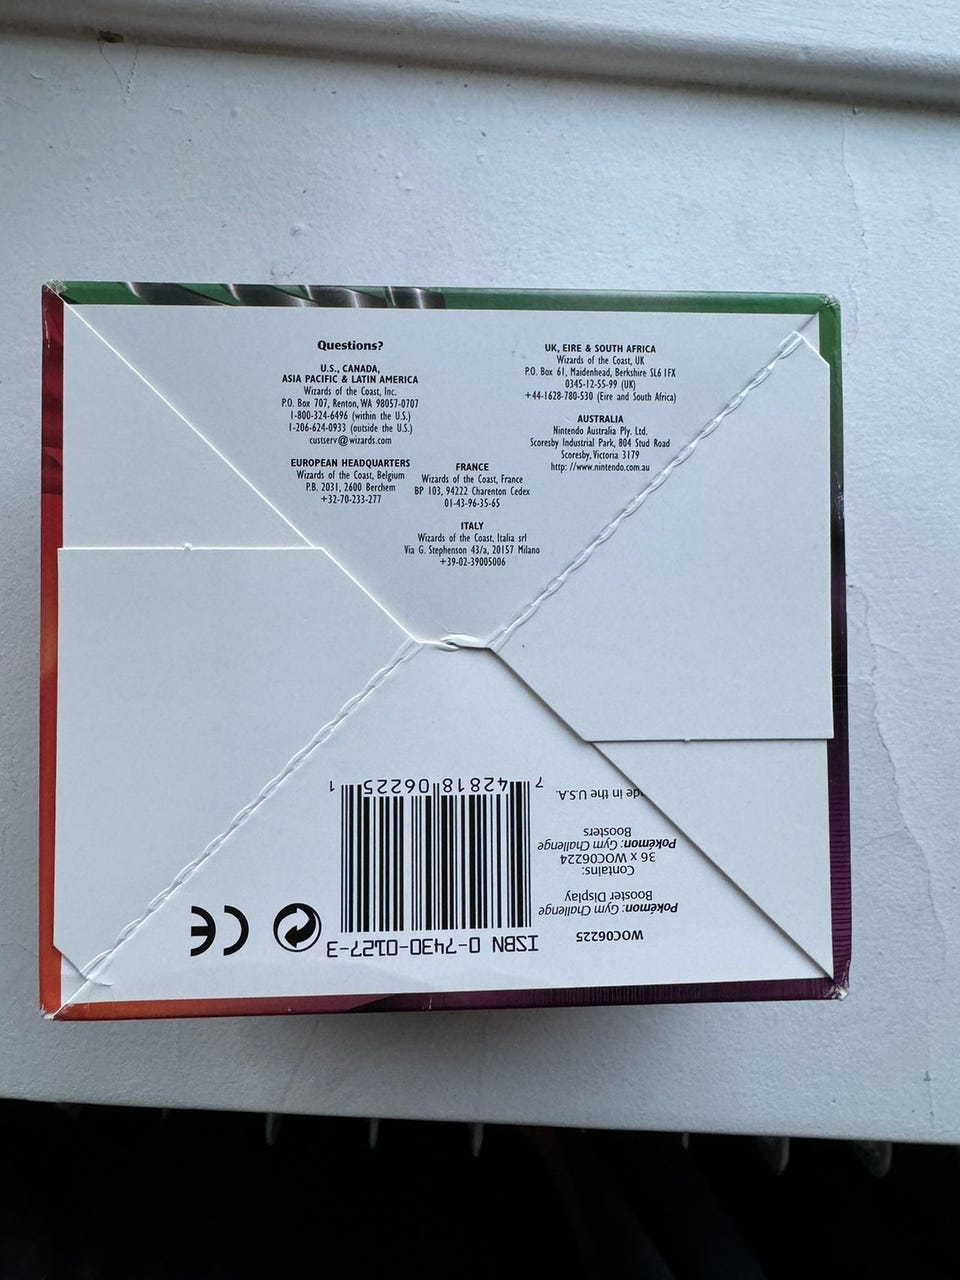 Questions?
U.S., CANADA,
ASIA PACIFIC & LATIN AMERICA
Wizards of the Coast, Inc.
P.O. Box 707, Renton, WA 98057-0707
1-800-324-6496 (within the U.S.)
1-206-624-0933 (outside the U.S.)
custserv@wizards.com
EUROPEAN HEADQUARTERS
Wizards of the Coast, Belgium
P.B. 2031, 2600 Berchem
+32-70-233-277
UK, EIRE & SOUTH AFRICA
Wizards of the Coast, UK
P.O. Box 61, Maidenhead, Berkshire SL6 1FX
0345-12-55-99 (UK)
+44-1628-780-530 (Eire and South Africa)
AUSTRALIA
Nintendo Australia Pty. Ltd.
Scoresby Industrial Park, 804 Stud Road
Scoresby, Victoria 3179
http: //www.nintendo.com.au
FRANCE
Wizards of the Coast, France
BP 103, 94222 Charenton Cedex
01-43-96-35-65
ITALY
Wizards of the Coast, Italia srl
Via G. Stephenson 43/a, 20157 Milano
+39-02-39005006
WOC06225
Pokémon: Gym Challenge
Booster Display
Contains:
36 x WOC06224
Pokémon: Gym Challenge
Boosters
de in the U.S.A.
ISBN 0-7430-0127-3
7 42818 06225 1
CE